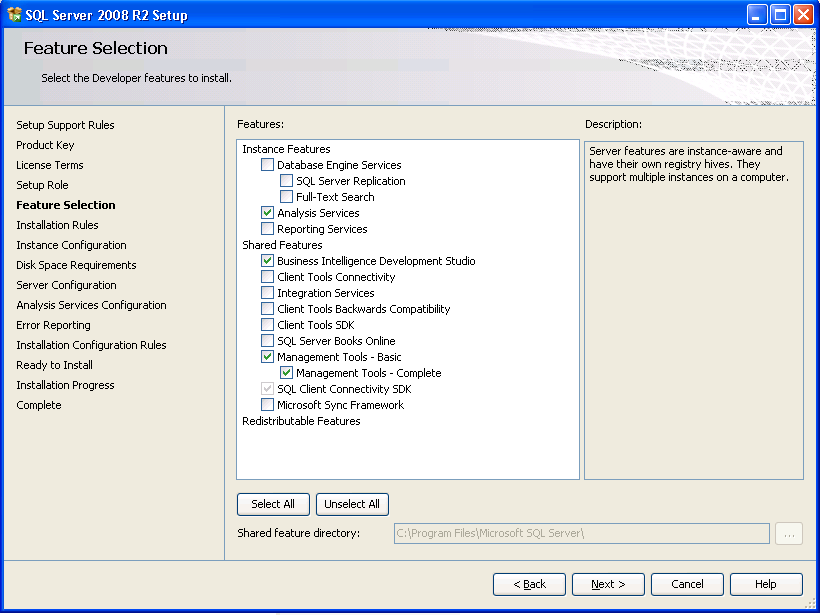 SQL Server 2008 R2 Setup
Feature Selection
Select the Developer features to install.
Setup Support Rules
Product Key
License Terms
Setup Role
Feature Selection
Installation Rules
Instance Configuration
Disk Space Requirements
Server Configuration
Analysis Services Configuration
Error Reporting
Installation Configuration Rules
Ready to Install
Installation Progress
Complete
Features:
Instance Features
Database Engine Services
SQL Server Replication
Full-Text Search
Analysis Services
Reporting Services
Shared Features
Business Intelligence Development Studio
Client Tools Connectivity
Integration Services
Client Tools Backwards Compatibility
Client Tools SDK
SQL Server Books Online
Management Tools - Basic
Management Tools - Complete
SQL Client Connectivity SDK
Microsoft Sync Framework
Redistributable Features
Description:
Server features are instance-aware and
have their own registry hives. They
support multiple instances on a computer.
Select All
Unselect All
Shared feature directory:
C:\Program Files\Microsoft SQL Server\
...
< Back
Next >
Cancel
Help